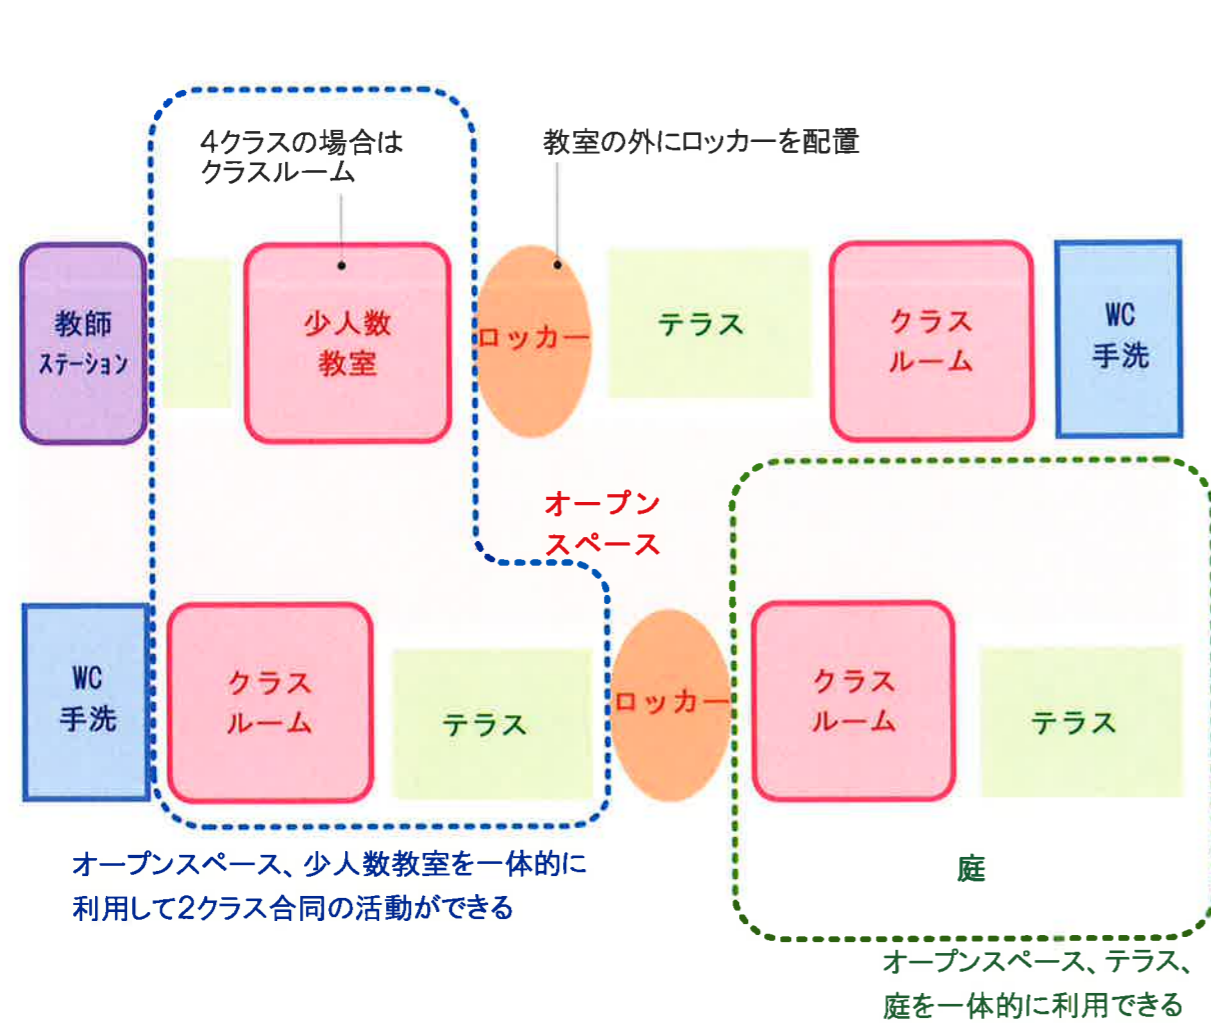 4クラスの場合は
クラスルーム
教室の外にロッカーを配置
教師
ステーション
少人数
教室
ロッカー
テラス
クラス
ルーム
WC
手洗
オープン
スペース
WC
手洗
クラス
ルーム
テラス
ロッカー
クラス
ルーム
テラス
庭
オープンスペース、少人数教室を一体的に
利用して2クラス合同の活動ができる
オープンスペース、テラス、
庭を一体的に利用できる